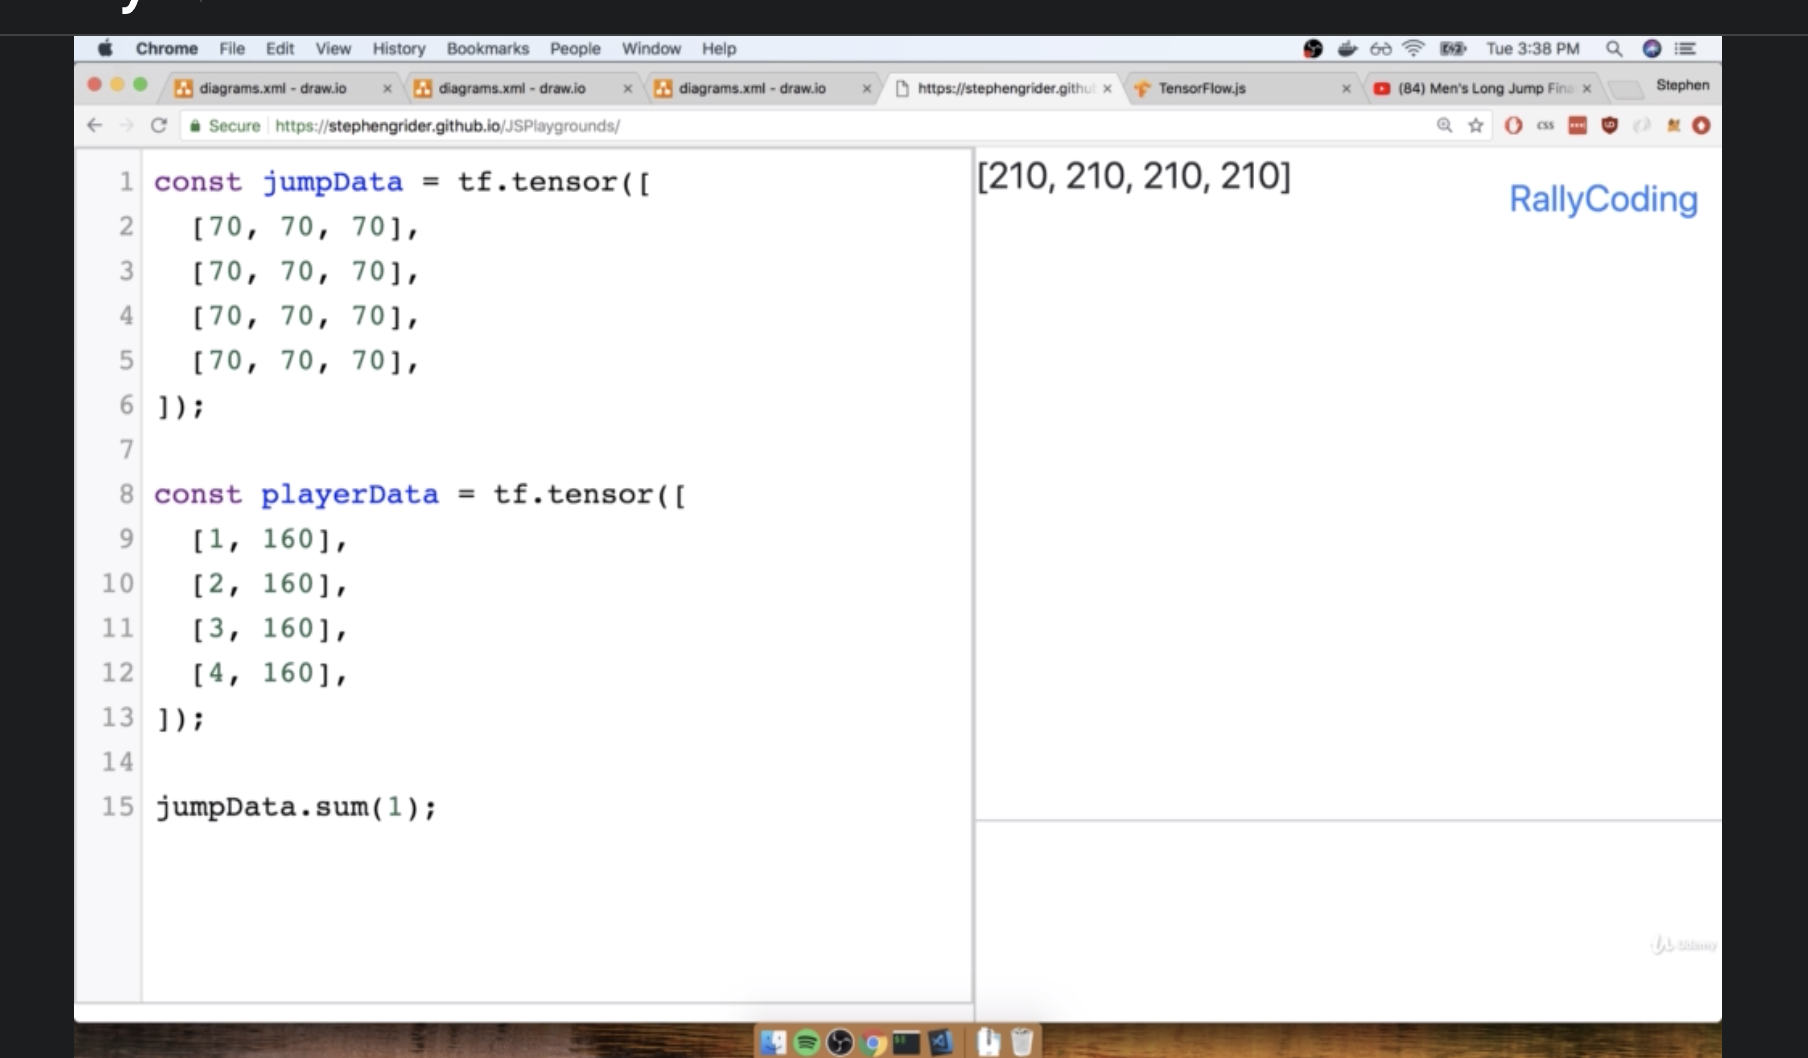 Chrome File Edit View History Bookmarks People Window Help Tue 3:38 PM
diagrams.xml - draw.io diagrams.xml - draw.io diagrams.xml - draw.io https://stephengrider.githu TensorFlow.js (84) Men's Long Jump Fina Stephen
Secure https://stephengrider.github.io/JSPlaygrounds/
1 const jumpData = tf.tensor([
2 [70, 70, 70],
3 [70, 70, 70],
4 [70, 70, 70],
5 [70, 70, 70],
6 ]);
7
8 const playerData = tf.tensor([
9 [1, 160],
10 [2, 160],
11 [3, 160],
12 [4, 160],
13 ]);
14
15 jumpData.sum(1);
[210, 210, 210, 210]
RallyCoding
Udemy